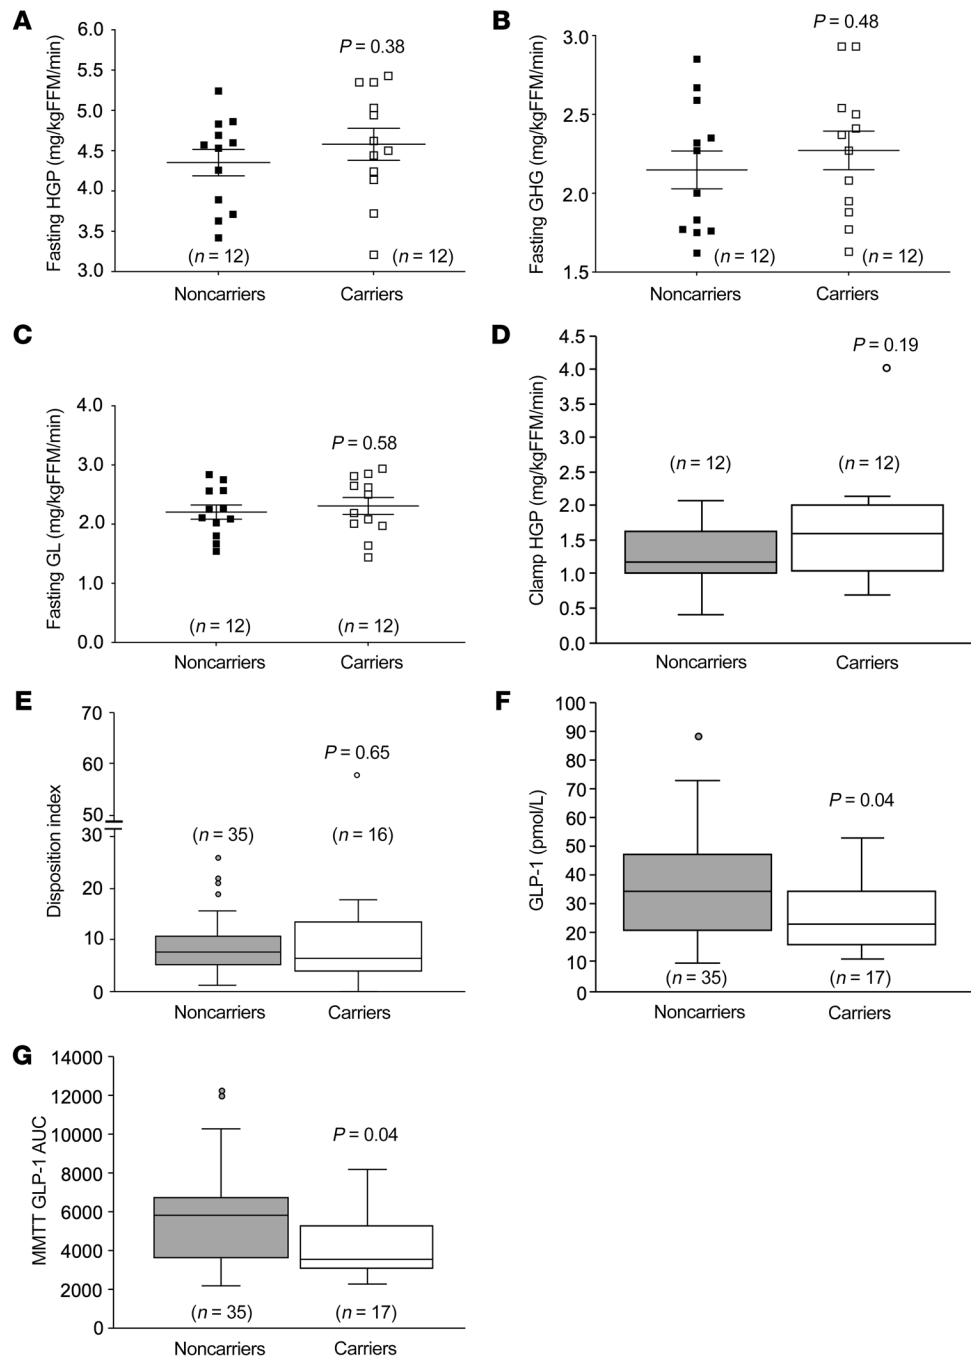 A
Fasting HGP (mg/kgFFM/min)
6.0
5.5
5.0
4.5
4.0
3.5
3.0
P = 0.38
(n = 12)
(n = 12)
Noncarriers
Carriers
B
Fasting GHG (mg/kgFFM/min)
3.0
2.5
2.0
1.5
P = 0.48
(n = 12)
(n = 12)
Noncarriers
Carriers
C
Fasting GL (mg/kgFFM/min)
4.0
3.0
2.0
1.0
0.0
P = 0.58
(n = 12)
(n = 12)
Noncarriers
Carriers
D
Clamp HGP (mg/kgFFM/min)
4.5
4.0
3.5
3.0
2.5
2.0
1.5
1.0
0.5
0.0
P = 0.19
(n = 12)
(n = 12)
Noncarriers
Carriers
E
Disposition index
70
60
50
30
20
10
0
P = 0.65
(n = 35)
(n = 16)
Noncarriers
Carriers
F
GLP-1 (pmol/L)
100
90
80
70
60
50
40
30
20
10
0
P = 0.04
(n = 35)
(n = 17)
Noncarriers
Carriers
G
MMTT GLP-1 AUC
14000
12000
10000
8000
6000
4000
2000
0
P = 0.04
(n = 35)
(n = 17)
Noncarriers
Carriers